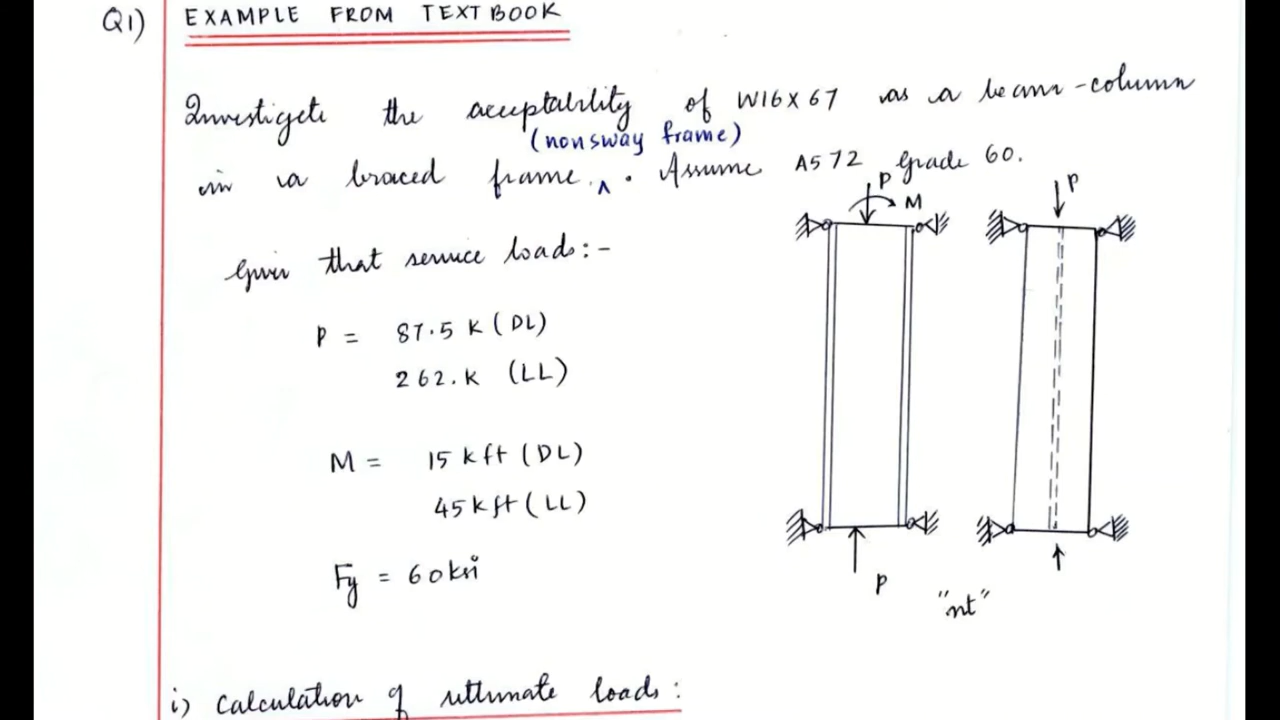 Q1) EXAMPLE FROM TEXTBOOK
Investigate the acceptability of W16X67 as a beam-column
(nonsway frame)
in a braced frame ^. Assume A572 Grade 60.
P M P
Given that service loads:-
P = 87.5 K (DL)
262.K (LL)
M = 15 k ft (DL)
45 k ft (LL)
Fy = 60 ksi
P
"nt"
i) Calculation of ultimate loads: